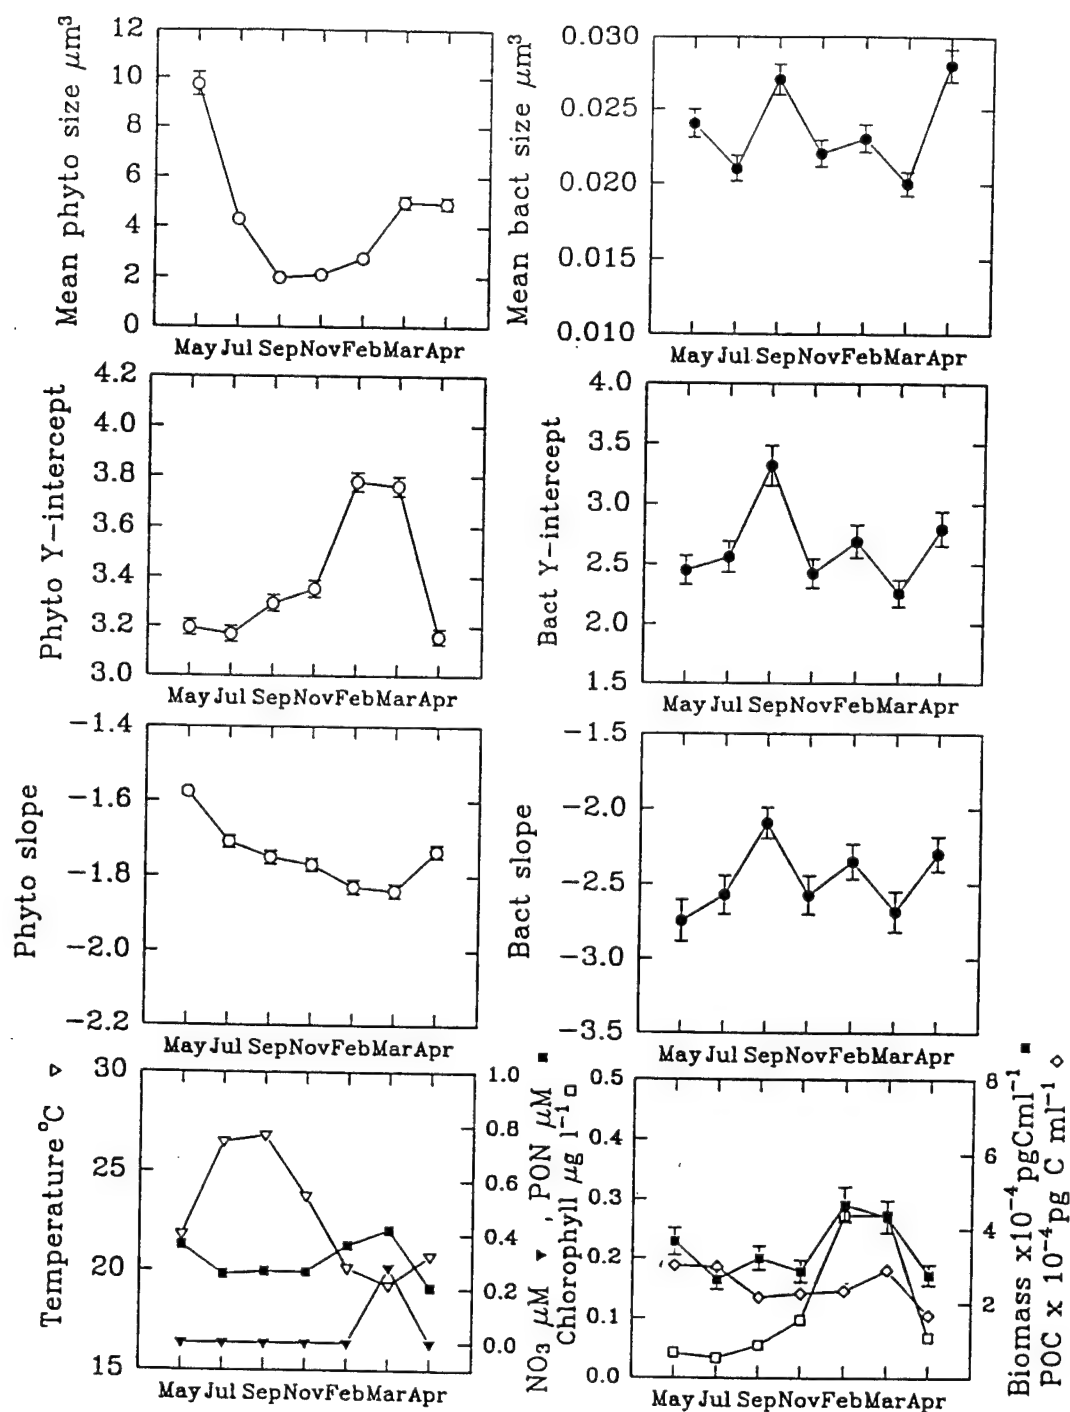 Mean phyto size μm³
12
10
8
6
4
2
0
May Jul Sep Nov Feb Mar Apr
Mean bact size μm³
0.030
0.025
0.020
0.015
0.010
May Jul Sep Nov Feb Mar Apr
Phyto Y-intercept
4.2
4.0
3.8
3.6
3.4
3.2
3.0
May Jul Sep Nov Feb Mar Apr
Bact Y-intercept
4.0
3.5
3.0
2.5
2.0
1.5
May Jul Sep Nov Feb Mar Apr
Phyto slope
-1.4
-1.6
-1.8
-2.0
-2.2
May Jul Sep Nov Feb Mar Apr
Bact slope
-1.5
-2.0
-2.5
-3.0
-3.5
May Jul Sep Nov Feb Mar Apr
Temperature °C ▽
30
25
20
15
1.0
0.8
0.6
0.4
0.2
0.0
NO3 μM ▼, PON μM ■
May Jul Sep Nov Feb Mar Apr
Chlorophyll μg l⁻¹ □
0.5
0.4
0.3
0.2
0.1
0.0
8
6
4
2
Biomass x10⁻⁴pgCml⁻¹ ■
POC x 10⁻⁴pg C ml⁻¹ ◇
May Jul Sep Nov Feb Mar Apr